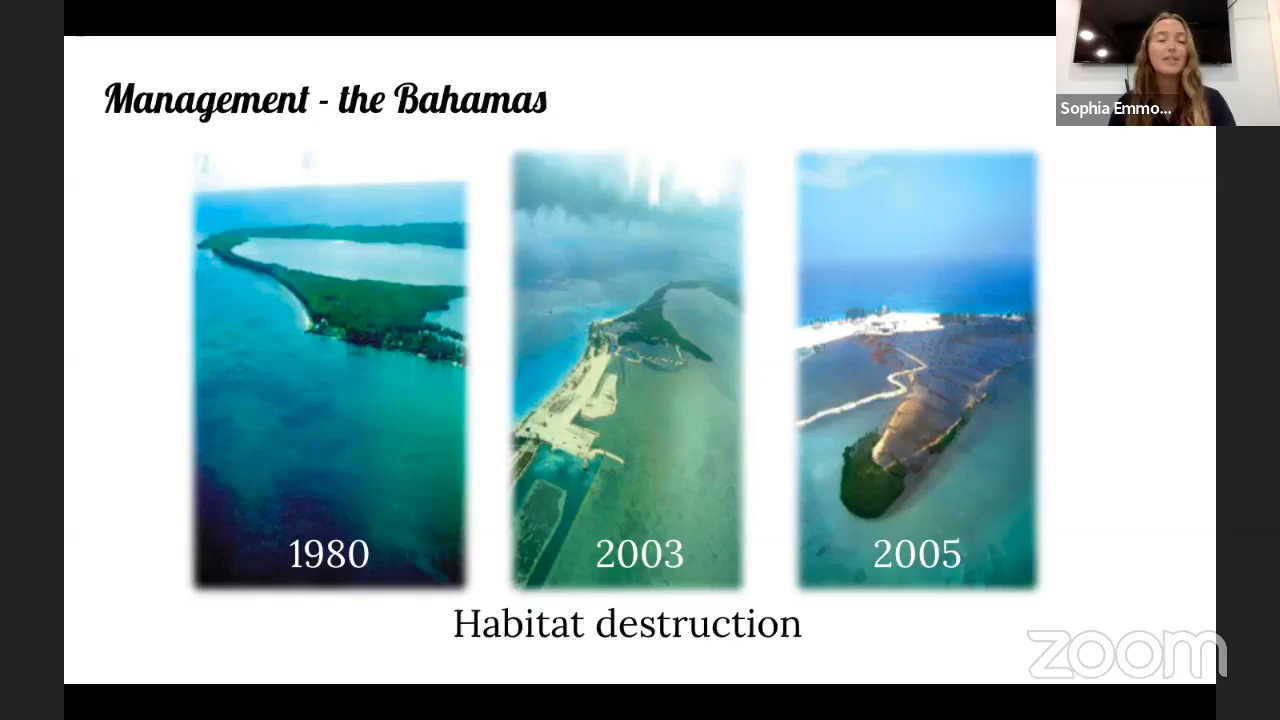 Management - the Bahamas
Sophia Emmo...
1980
2003
2005
Habitat destruction
zoom